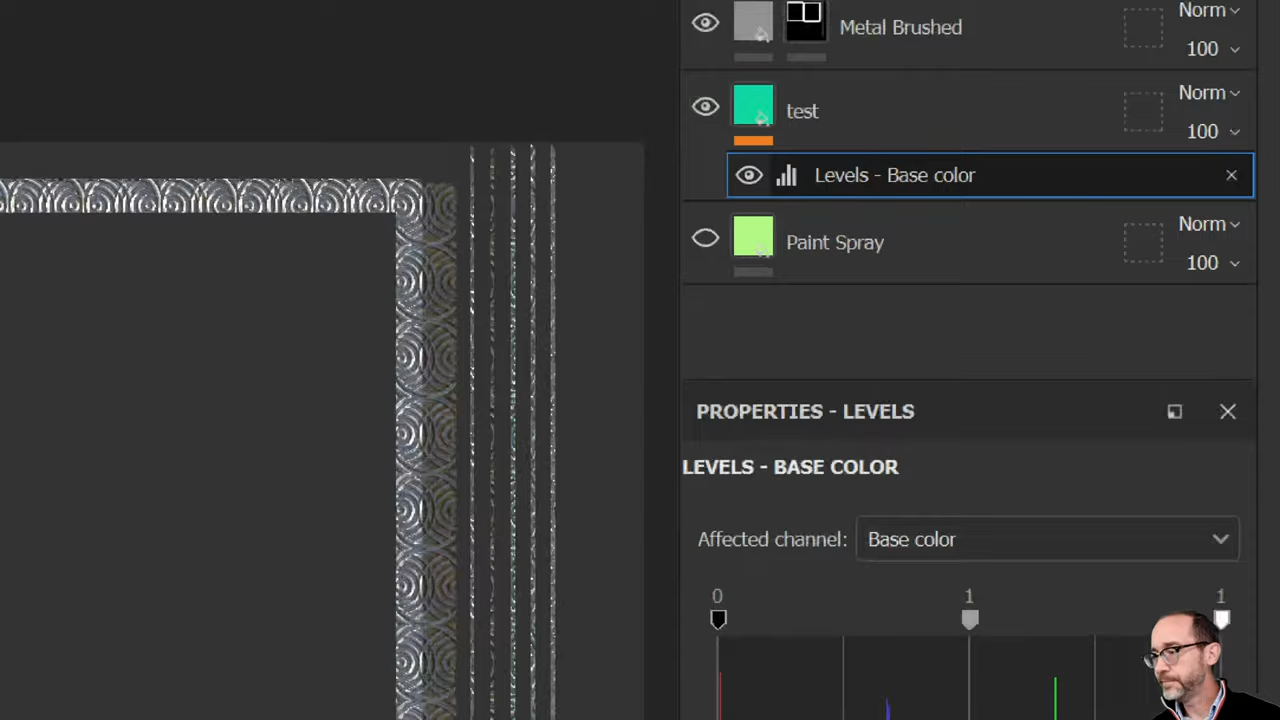 Norm
Metal Brushed
100
Norm
test
100
Levels - Base color
Norm
Paint Spray
100
PROPERTIES - LEVELS
LEVELS - BASE COLOR
Affected channel: Base color
0 1 1